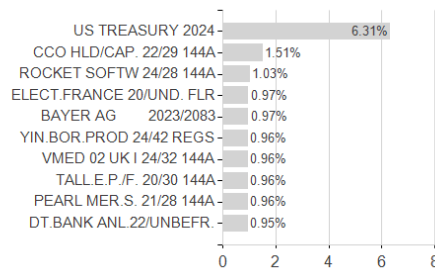 US TREASURY 2024 6.31%
CCO HLD/CAP. 22/29 144A 1.51%
ROCKET SOFTW 24/28 144A 1.03%
ELECT.FRANCE 20/UND. FLR 0.97%
BAYER AG 2023/2083 0.97%
YIN.BOR.PROD 24/42 REGS 0.96%
VMED 02 UK I 24/32 144A 0.96%
TALL.E.P./F. 20/30 144A 0.96%
PEARL MER.S. 21/28 144A 0.96%
DT.BANK ANL.22/UNBEFR. 0.95%
0 2 4 6 8